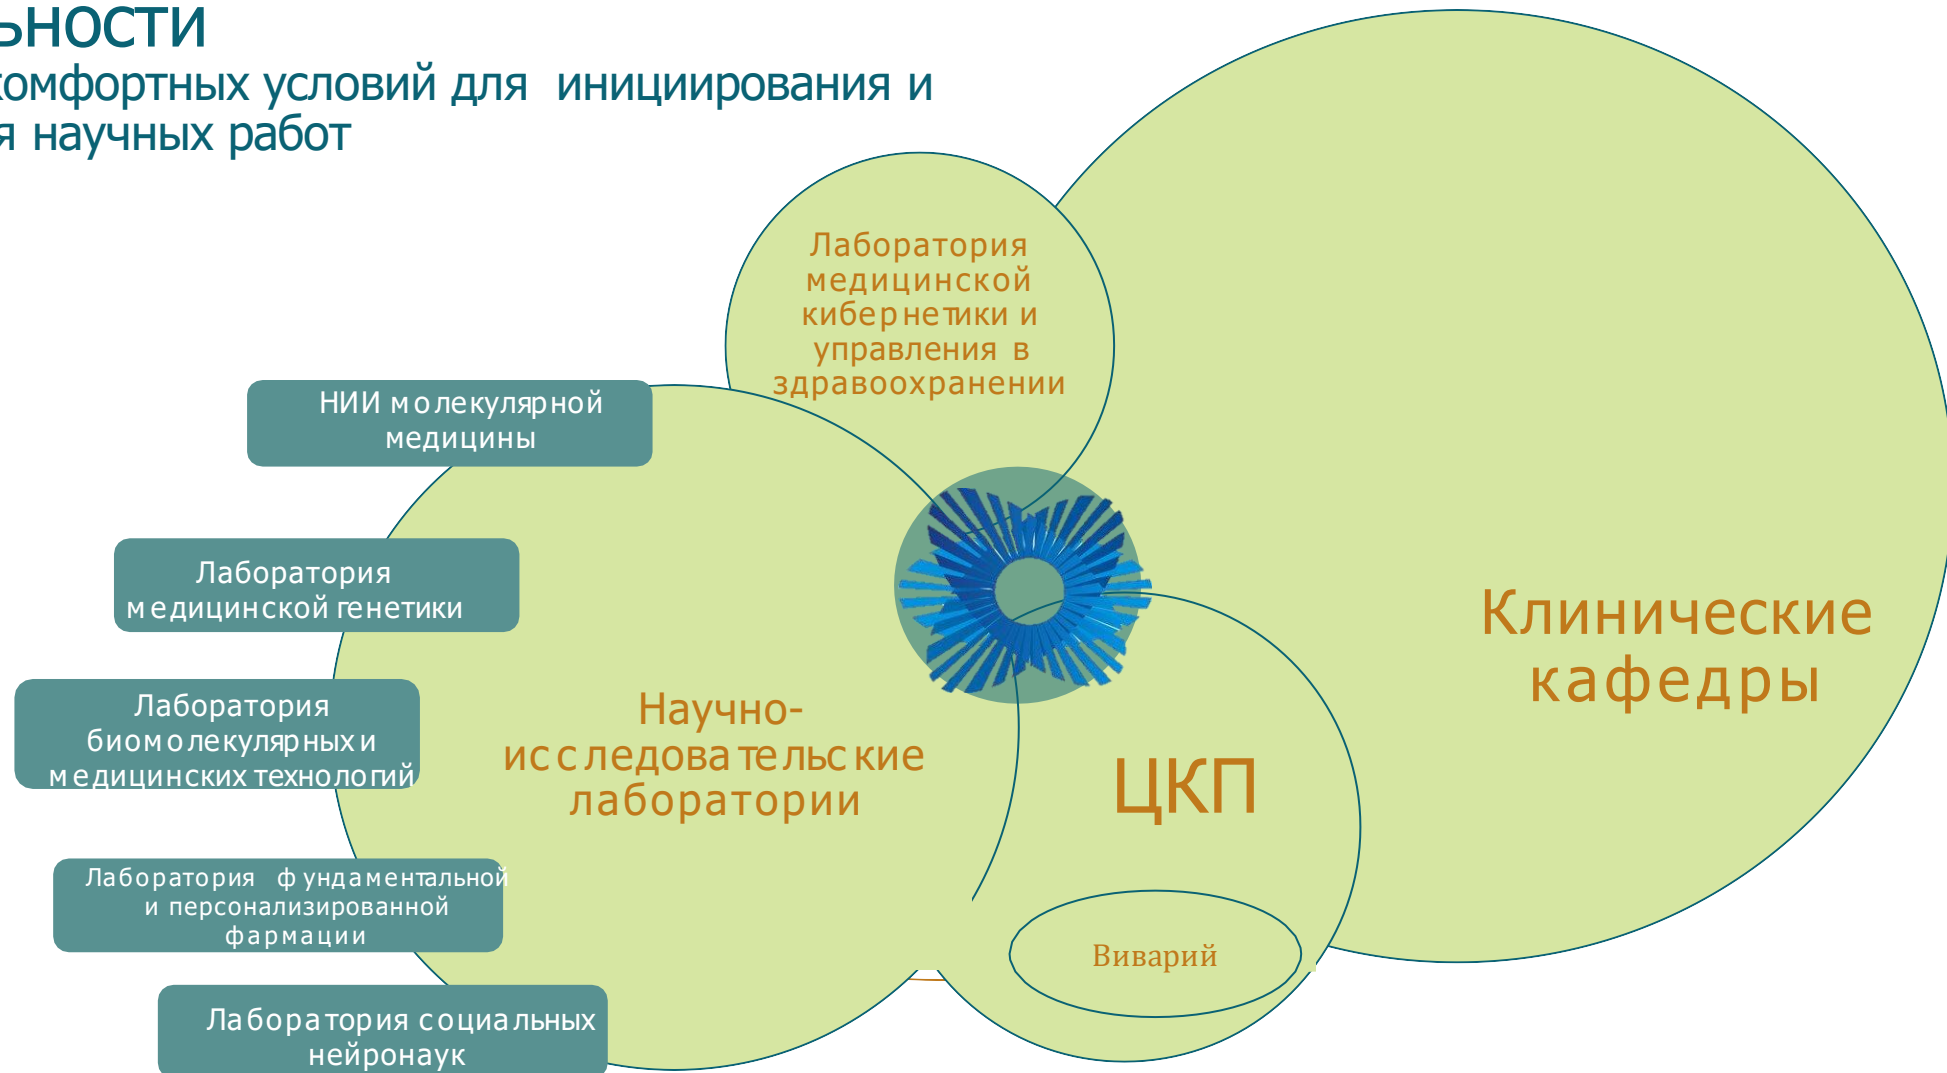 ьности
комфортных условий для инициирования и
я научных работ
Лаборатория
медицинской
кибернетики и
управления в
здравоохранении
НИИ молекулярной
медицины
Лаборатория
медицинской генетики
Лаборатория
биомолекулярных и
медицинских технологий
Лаборатория фундаментальной
и персонализированной
фармации
Лаборатория социальных
нейронаук
Научно-
исследовательские
лаборатории
ЦКП
Виварий
Клинические
кафедры